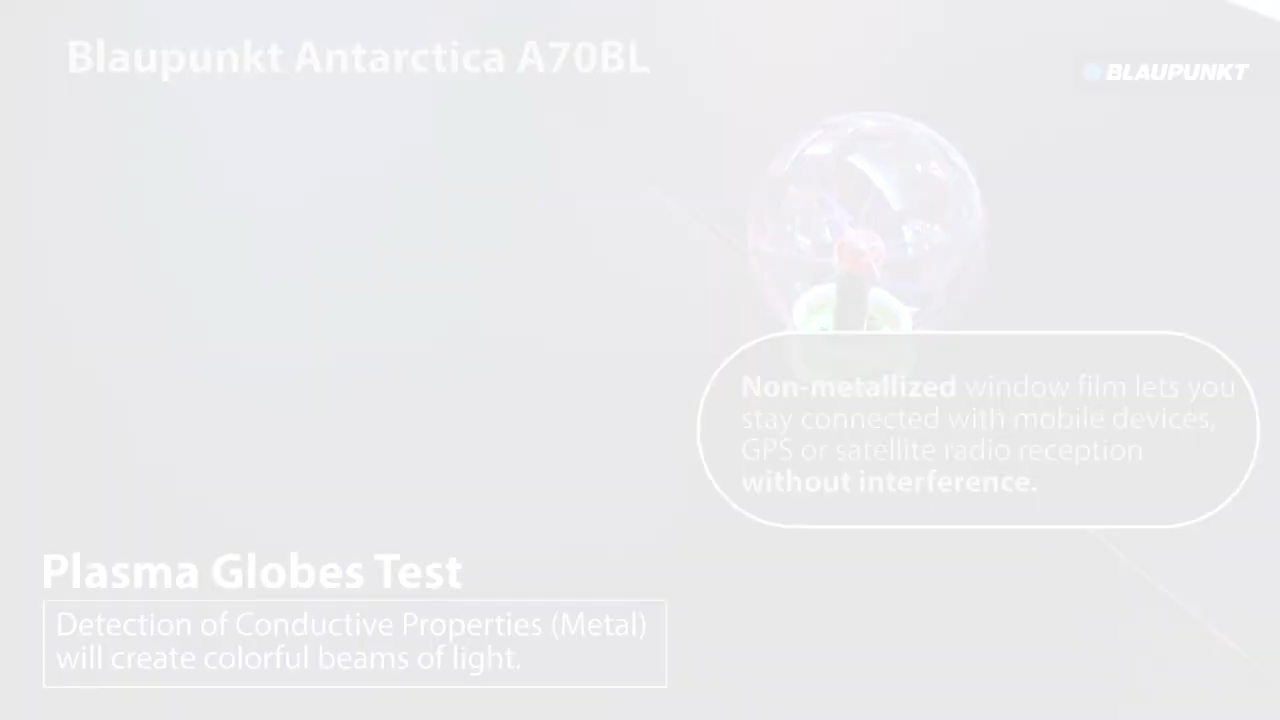 Blaupunkt Antarctica A70BL
BLAUPUNKT
Non-metallized window film lets you
stay connected with mobile devices,
GPS or satellite radio reception
without interference.
Plasma Globes Test
Detection of Conductive Properties (Metal)
will create colorful beams of light.